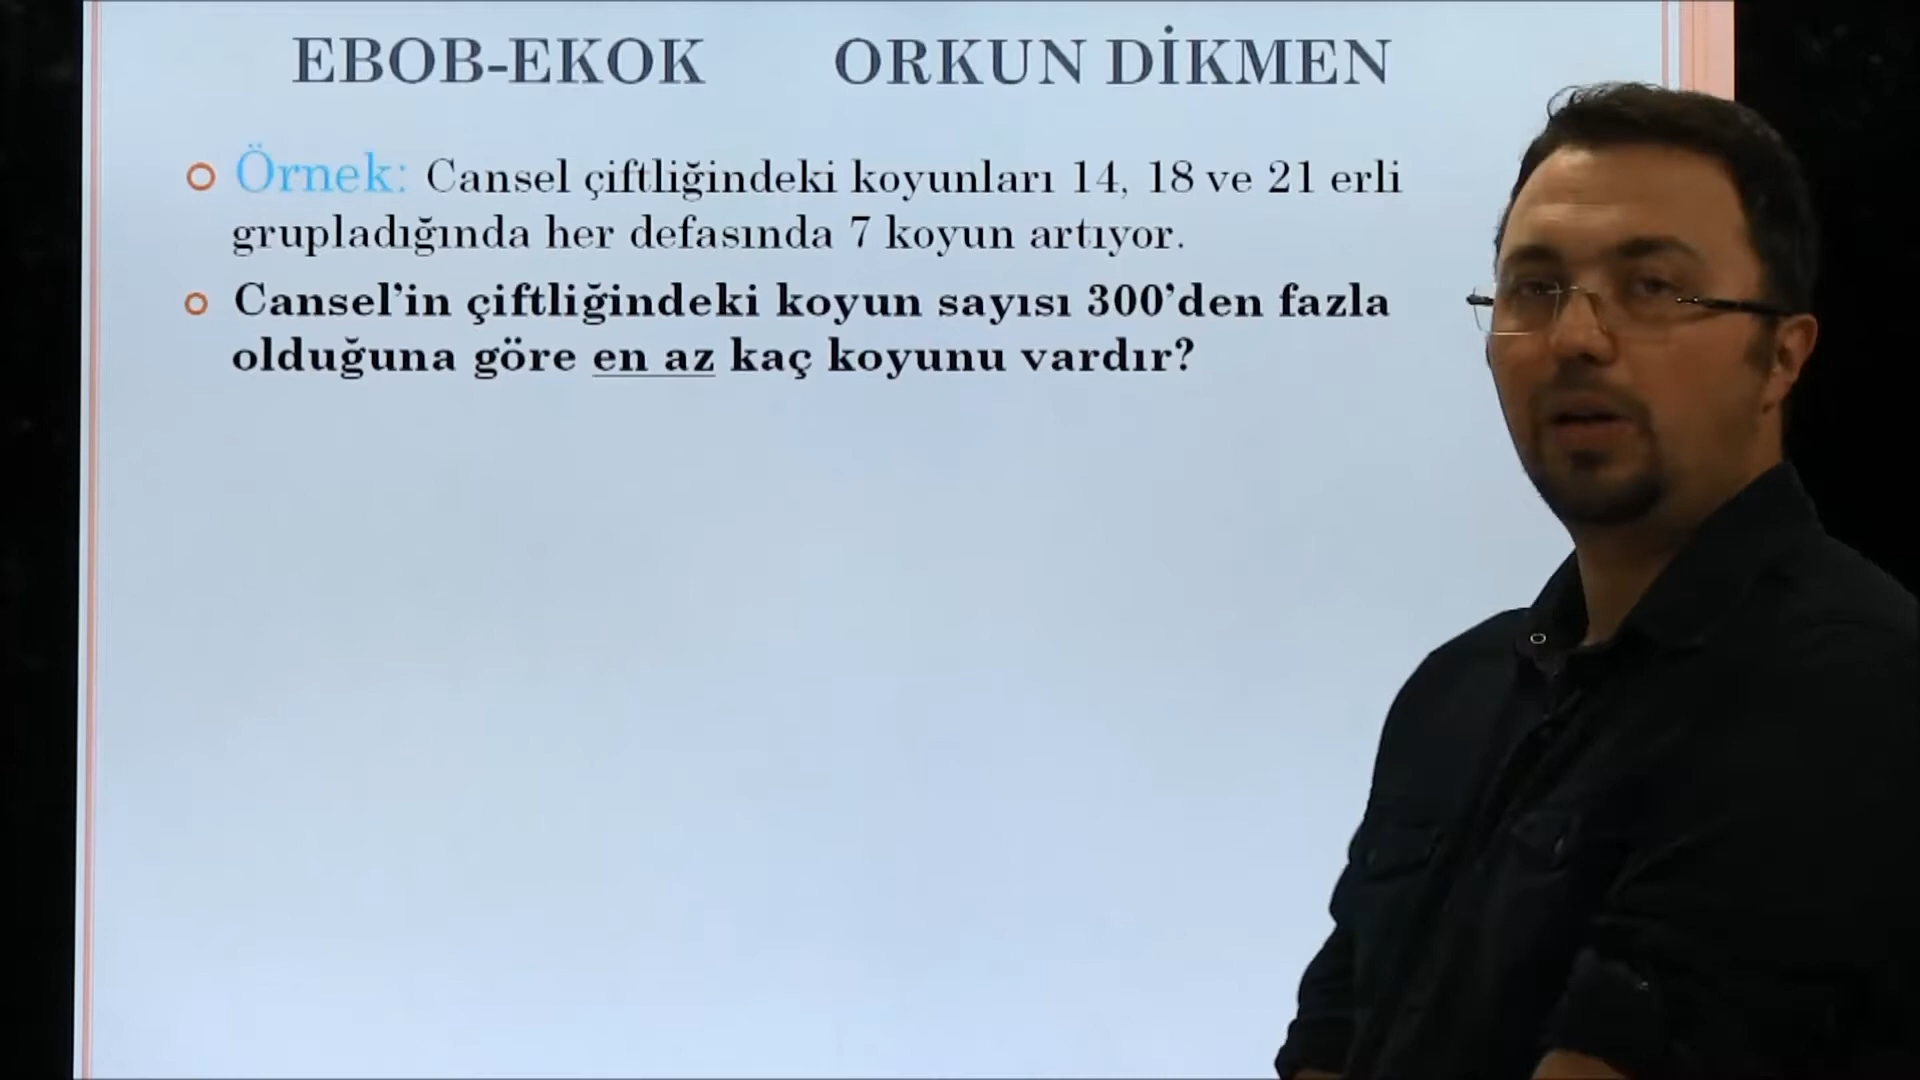 EBOB-EKOK ORKUN DİKMEN
Örnek: Cansel çiftliğindeki koyunları 14, 18 ve 21 erli
grupladığında her defasında 7 koyun artıyor.
Cansel’in çiftliğindeki koyun sayısı 300’den fazla
olduğuna göre en az kaç koyunu vardır?